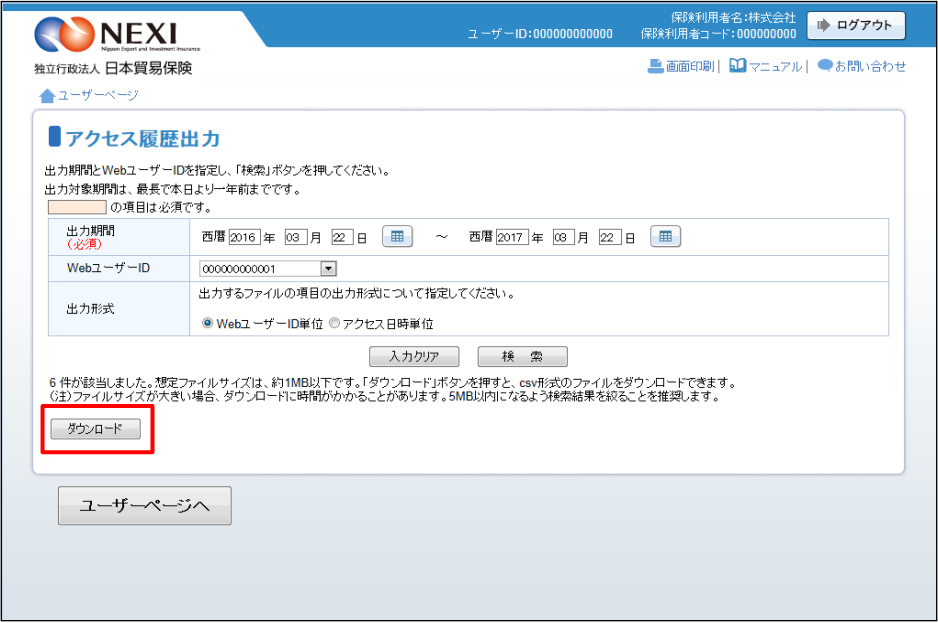 NEXI
Nippon Export and Investment Insurance
独立行政法人 日本貿易保険
ユーザーID:000000000000
保険利用者名:株式会社
保険利用者コード:000000000
ログアウト
画面印刷| マニュアル| お問い合わせ
ユーザーページ
アクセス履歴出力
出力期間とWebユーザーIDを指定し、「検索」ボタンを押してください。
出力対象期間は、最長で本日より一年前までです。
の項目は必須です。
出力期間
(必須)
西暦 2016 年 03 月 22 日 ～ 西暦 2017 年 03 月 22 日
WebユーザーID
000000000001
出力形式
出力するファイルの項目の出力形式について指定してください。
WebユーザーID単位 アクセス日時単位
入力クリア 検 索
6 件が該当しました。想定ファイルサイズは、約1MB以下です。「ダウンロード」ボタンを押すと、csv形式のファイルをダウンロードできます。
(注)ファイルサイズが大きい場合、ダウンロードに時間がかかることがあります。5MB以内になるよう検索結果を絞ることを推奨します。
ダウンロード
ユーザーページへ